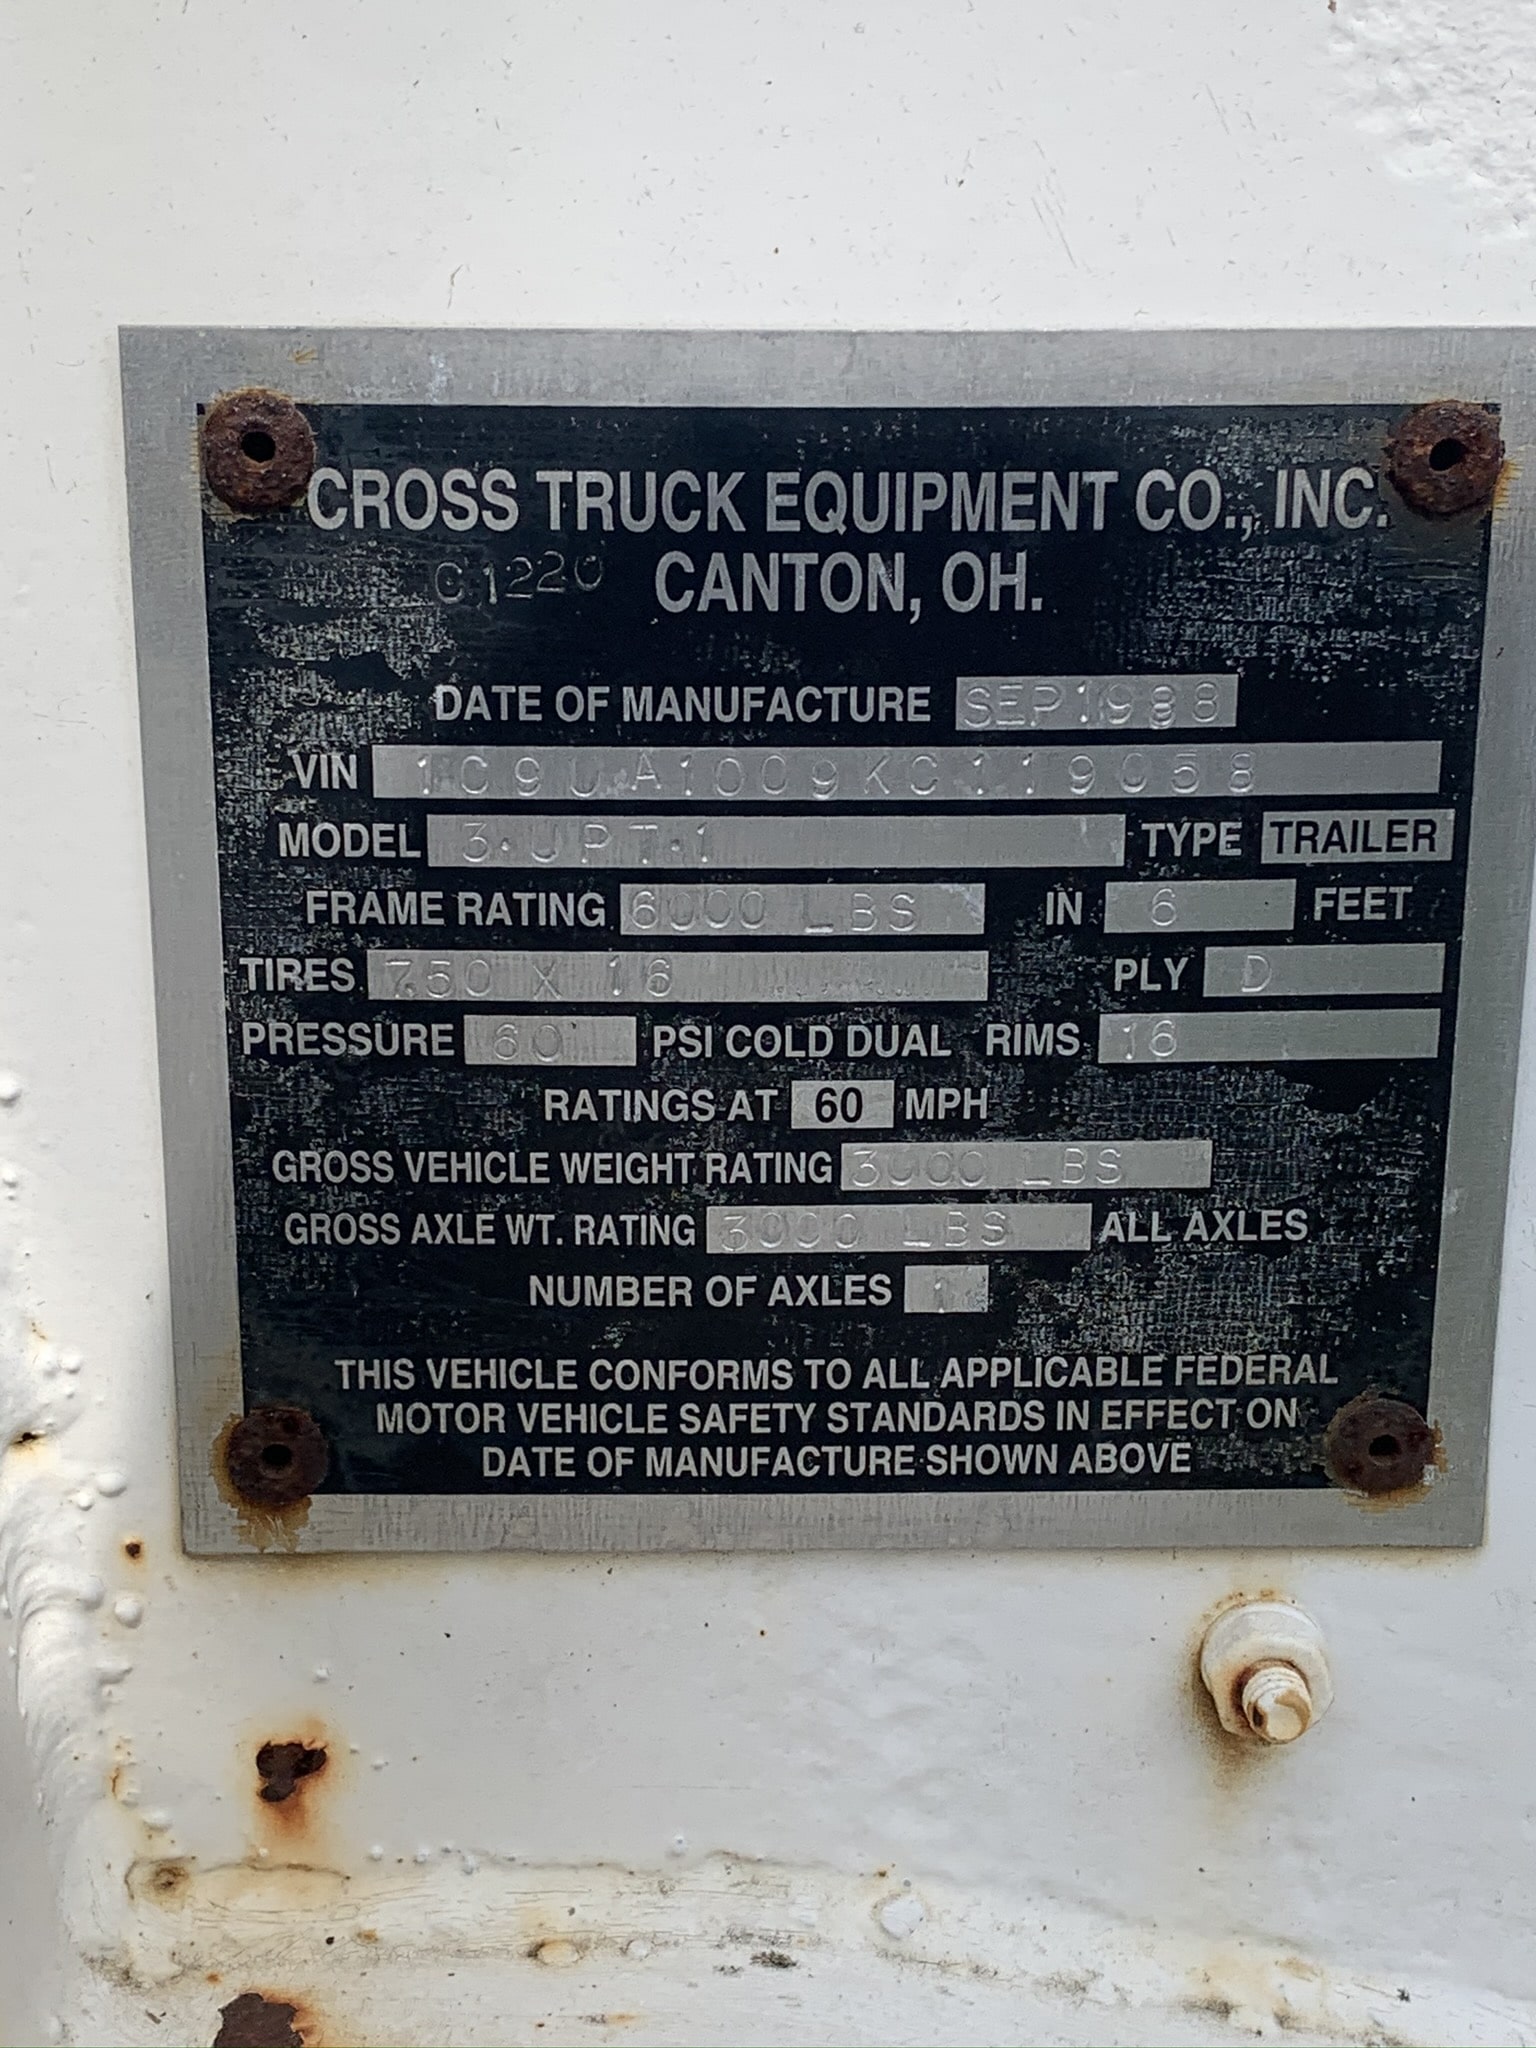 CROSS TRUCK EQUIPMENT CO., INC.
C1220 CANTON, OH.
DATE OF MANUFACTURE SEP1988
VIN 1C9UA1009KC119058
MODEL 3-UPT-1 TYPE TRAILER
FRAME RATING 6000 LBS IN 6 FEET
TIRES 7.50 X 16 PLY D
PRESSURE 60 PSI COLD DUAL RIMS 16
RATINGS AT 60 MPH
GROSS VEHICLE WEIGHT RATING 3000 LBS
GROSS AXLE WT. RATING 3000 LBS ALL AXLES
NUMBER OF AXLES 1
THIS VEHICLE CONFORMS TO ALL APPLICABLE FEDERAL
MOTOR VEHICLE SAFETY STANDARDS IN EFFECT ON
DATE OF MANUFACTURE SHOWN ABOVE